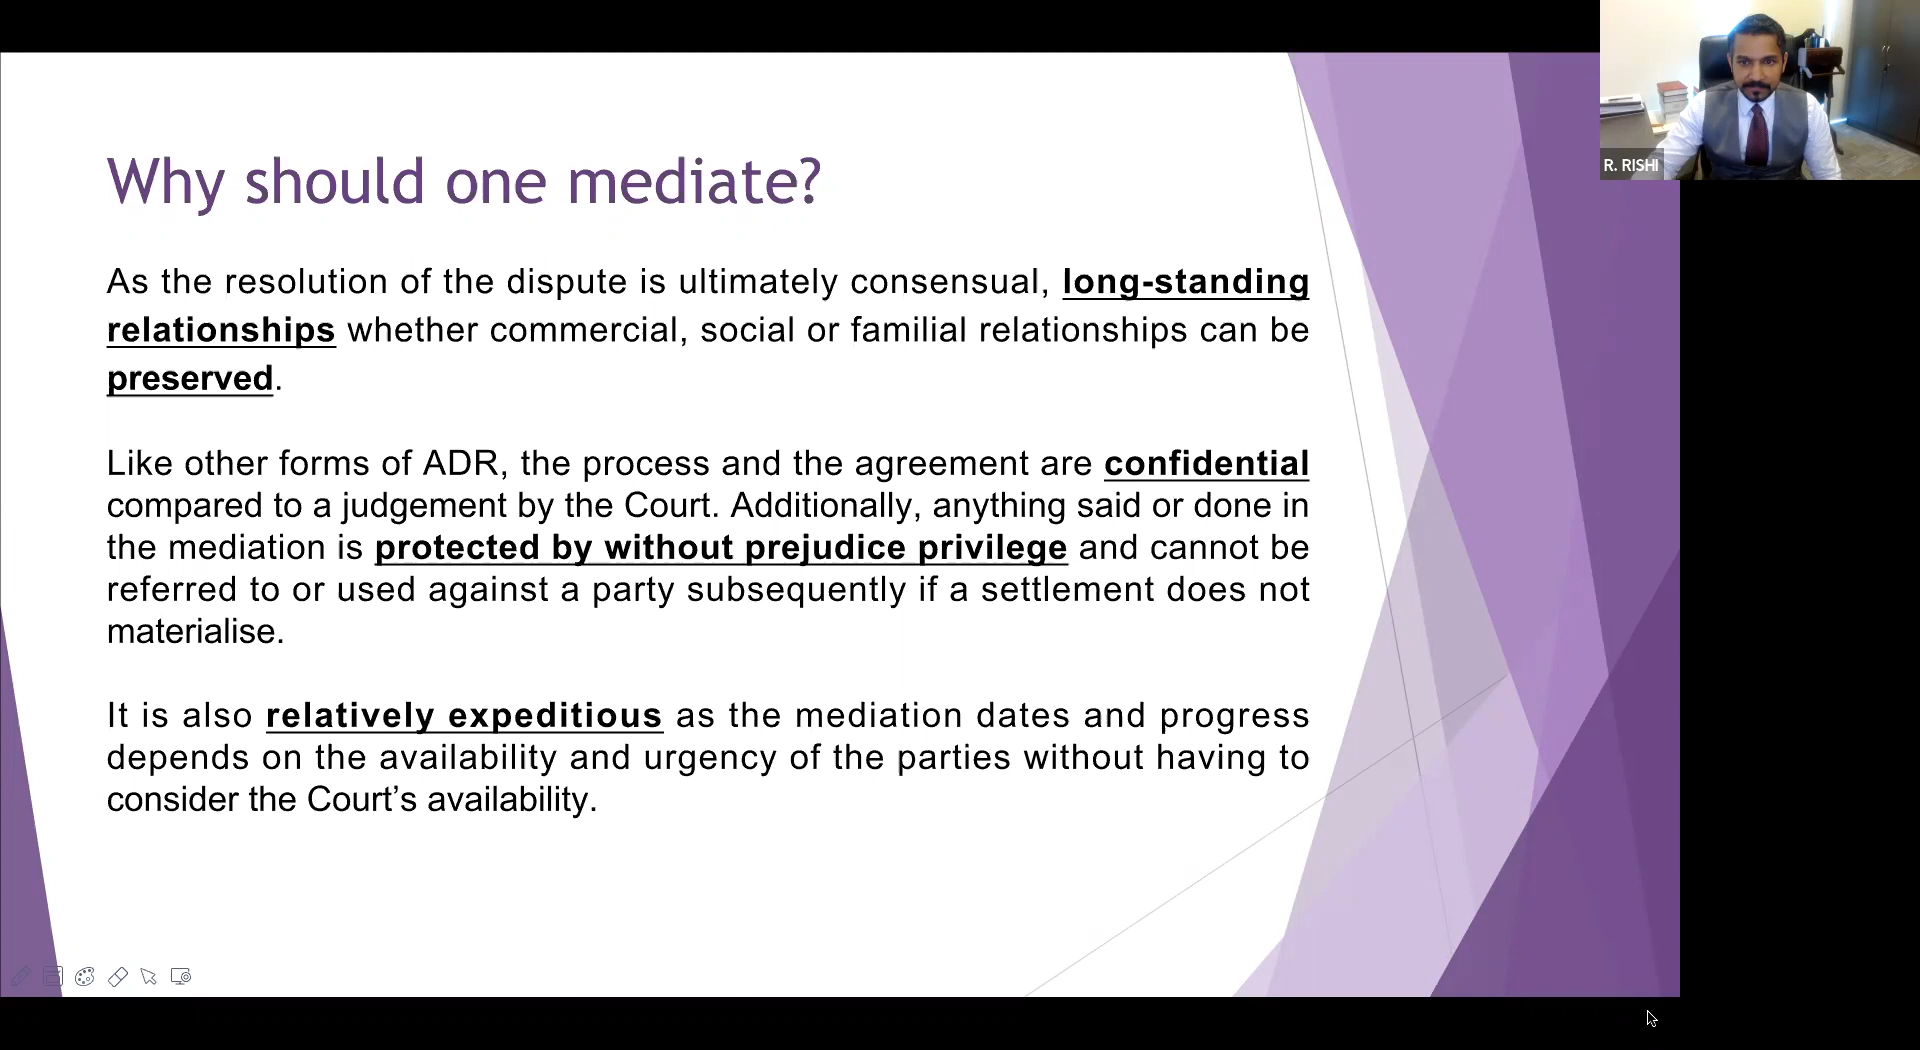 R. RISHI
Why should one mediate?
As the resolution of the dispute is ultimately consensual, long-standing
relationships whether commercial, social or familial relationships can be
preserved.
Like other forms of ADR, the process and the agreement are confidential
compared to a judgement by the Court. Additionally, anything said or done in
the mediation is protected by without prejudice privilege and cannot be
referred to or used against a party subsequently if a settlement does not
materialise.
It is also relatively expeditious as the mediation dates and progress
depends on the availability and urgency of the parties without having to
consider the Court’s availability.